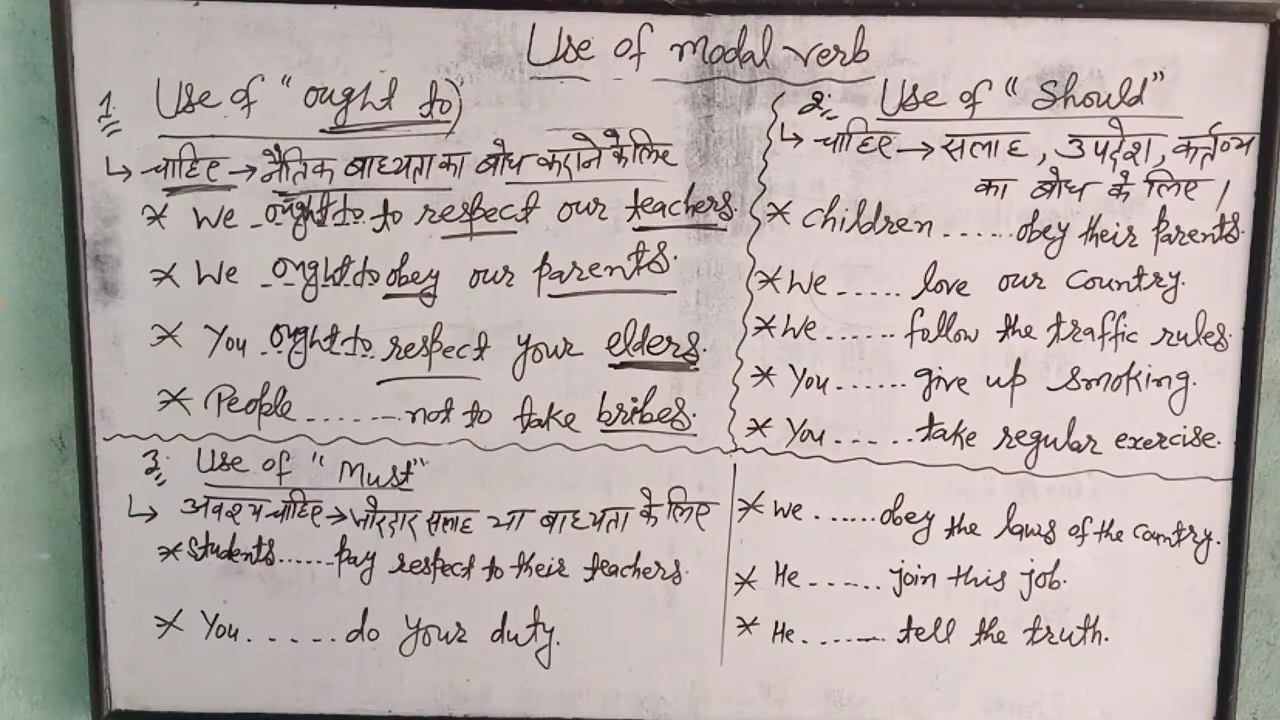 Use of modal verb
1. Use of "ought to)
↳ चाहिए → नैतिक बाध्यता का बोध कराने के लिए
* We ought to to respect our teachers.
* We ought to obey our parents.
* You ought to respect your elders.
* People ....... not to take bribes.
2. Use of "Should"
↳ चाहिए → सलाह, उपदेश, कर्तव्य
का बोध के लिए।
* children ...... obey their parents.
* We ..... love our country.
* We ...... follow the traffic rules.
* You ...... give up smoking.
* You ..... take regular exercise.
3. Use of "Must"
↳ अवश्य चाहिए → जोरदार सलाह या बाध्यता के लिए
* Students ...... pay respect to their teachers.
* You ...... do your duty.
* We ...... obey the laws of the country.
* He ...... join this job.
* He ....... tell the truth.